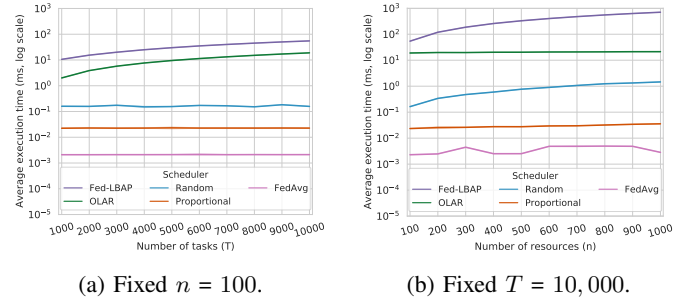 Average execution time (ms, log scale)
10³
10²
10¹
10⁰
10⁻¹
10⁻²
10⁻³
10⁻⁴
10⁻⁵
Scheduler
Fed-LBAP Random FedAvg
OLAR Proportional
1000 2000 3000 4000 5000 6000 7000 8000 9000 10000
Number of tasks (T)
(a) Fixed n = 100.
Average execution time (ms, log scale)
10³
10²
10¹
10⁰
10⁻¹
10⁻²
10⁻³
10⁻⁴
10⁻⁵
Scheduler
Fed-LBAP Random FedAvg
OLAR Proportional
100 200 300 400 500 600 700 800 900 1000
Number of resources (n)
(b) Fixed T = 10,000.